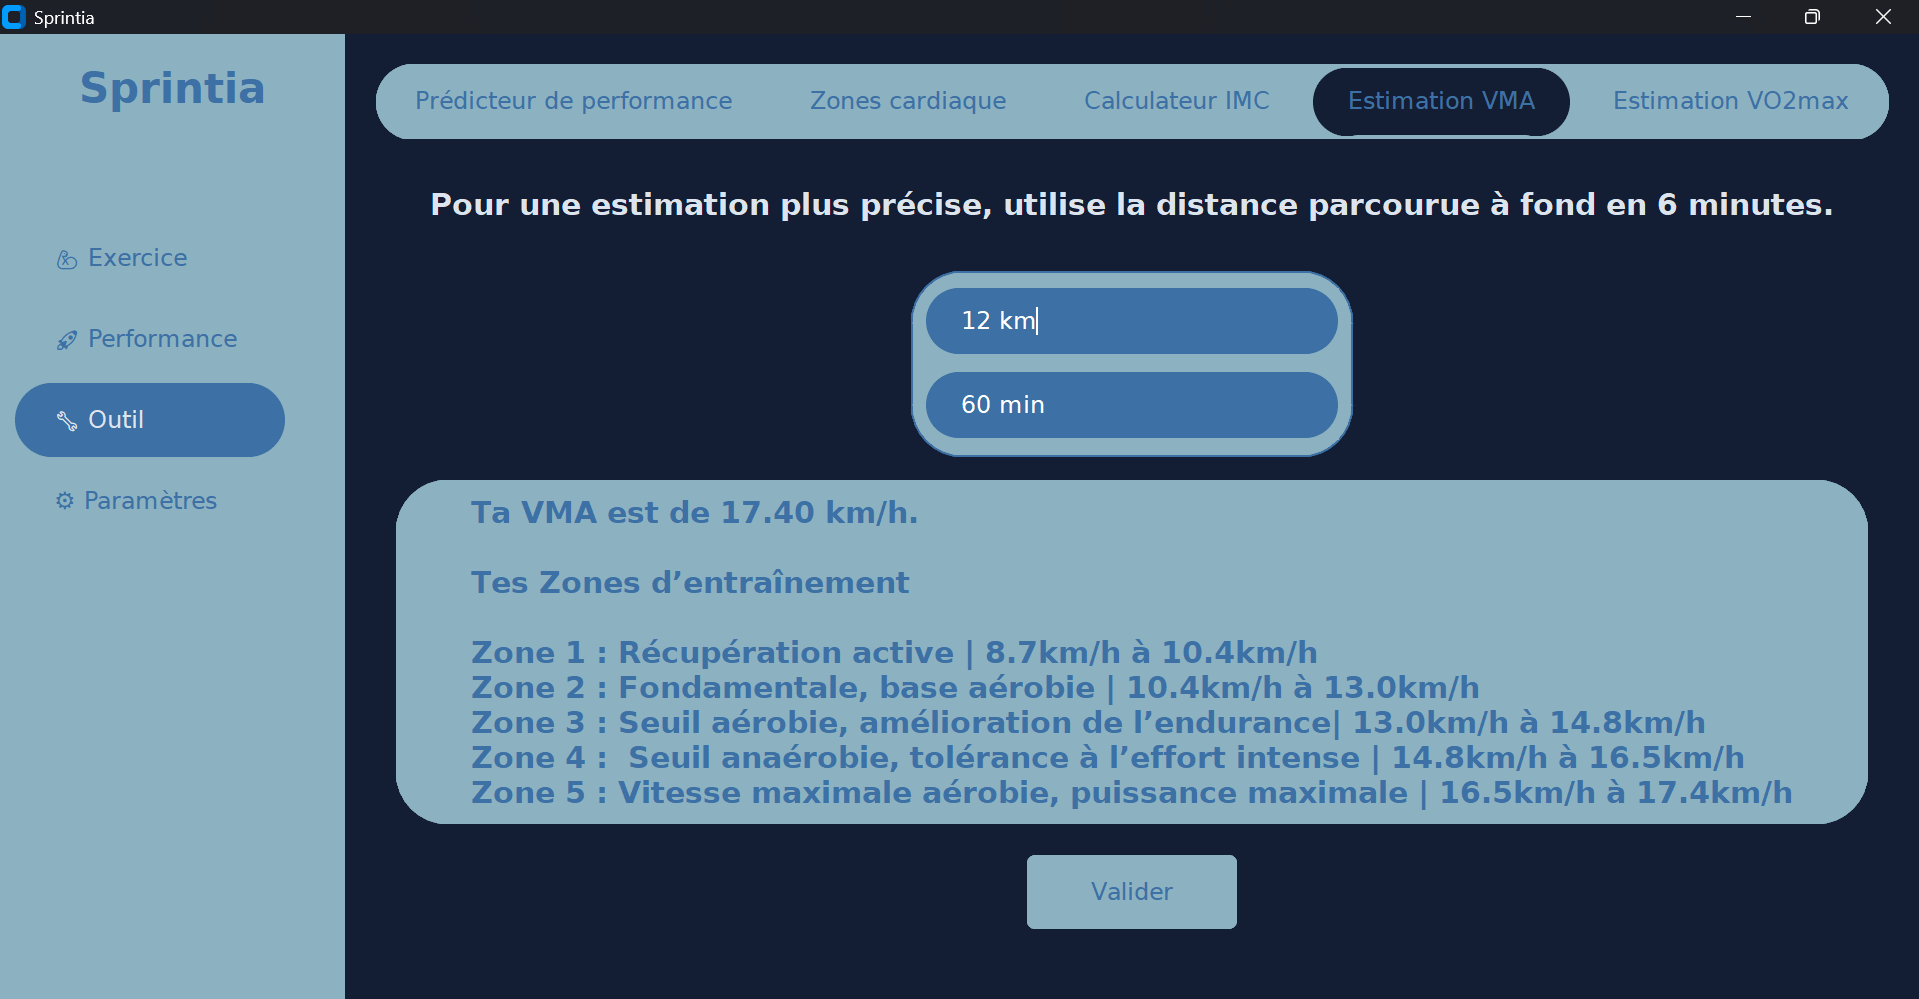 Sprintia
Sprintia
Exercice
Performance
Outil
Paramètres
Prédicteur de performance
Zones cardiaque
Calculateur IMC
Estimation VMA
Estimation VO2max
Pour une estimation plus précise, utilise la distance parcourue à fond en 6 minutes.
12 km
60 min
Ta VMA est de 17.40 km/h.
Tes Zones d’entraînement
Zone 1 : Récupération active | 8.7km/h à 10.4km/h
Zone 2 : Fondamentale, base aérobie | 10.4km/h à 13.0km/h
Zone 3 : Seuil aérobie, amélioration de l’endurance| 13.0km/h à 14.8km/h
Zone 4 :  Seuil anaérobie, tolérance à l’effort intense | 14.8km/h à 16.5km/h
Zone 5 : Vitesse maximale aérobie, puissance maximale | 16.5km/h à 17.4km/h
Valider